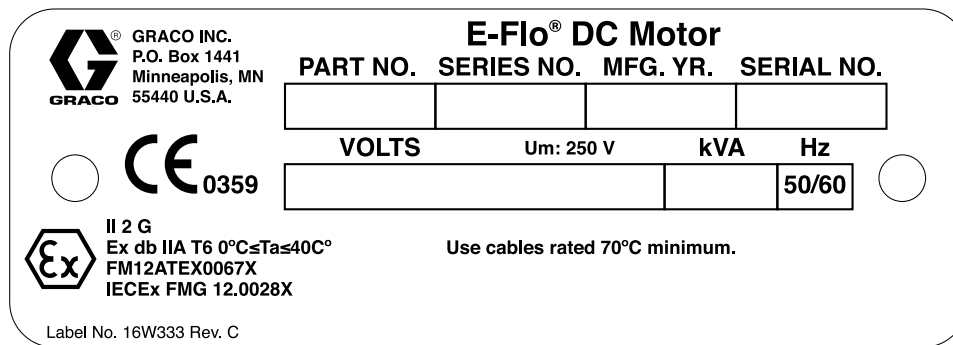 GRACO INC.
P.O. Box 1441
Minneapolis, MN
55440 U.S.A.
® 
GRACO
E-Flo® DC Motor
PART NO. SERIES NO. MFG. YR. SERIAL NO.
VOLTS Um: 250 V kVA Hz
50/60
CE 0359
Ex
II 2 G
Ex db IIA T6 0°C≤Ta≤40C°
FM12ATEX0067X
IECEx FMG 12.0028X
Use cables rated 70°C minimum.
Label No. 16W333 Rev. C